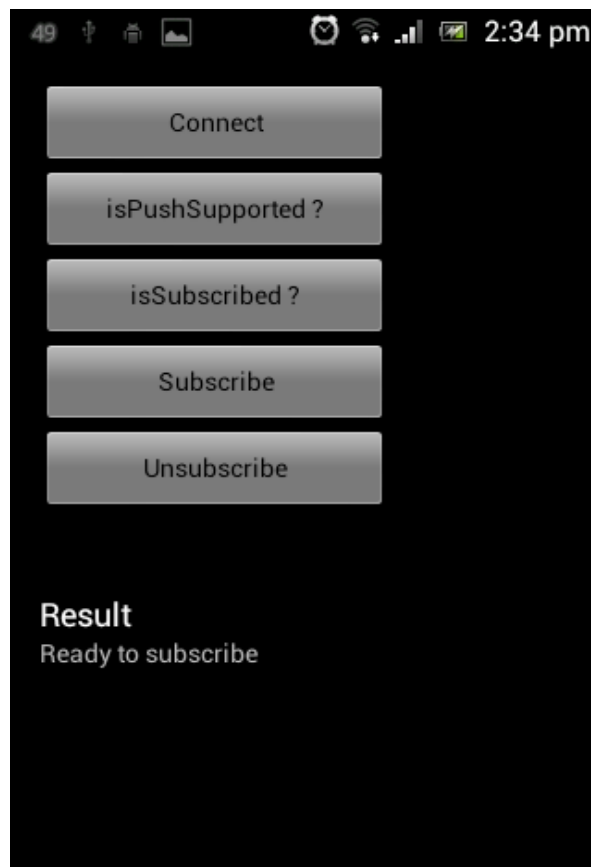 49 2:34 pm
Connect
isPushSupported ?
isSubscribed ?
Subscribe
Unsubscribe
Result
Ready to subscribe